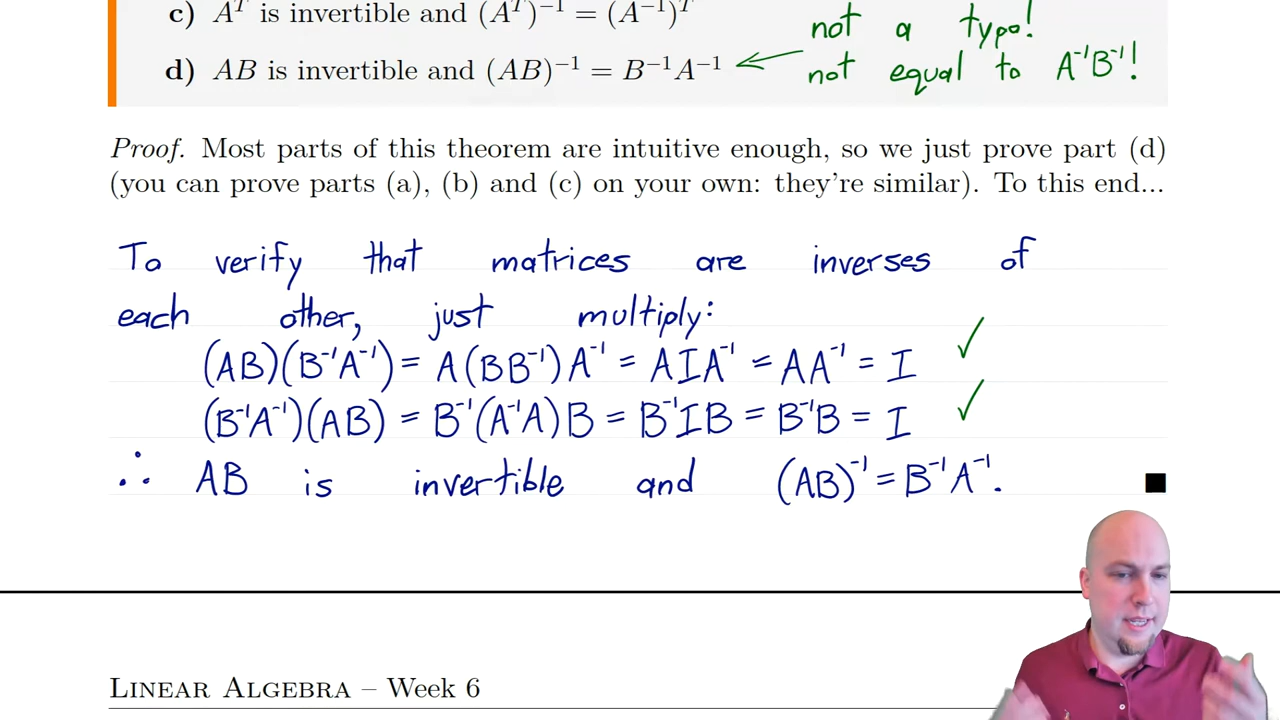 c) Aᵀ is invertible and (Aᵀ)⁻¹ = (A⁻¹)ᵀ
not a typo!
d) AB is invertible and (AB)⁻¹ = B⁻¹A⁻¹
not equal to A⁻¹B⁻¹!
Proof. Most parts of this theorem are intuitive enough, so we just prove part (d)
(you can prove parts (a), (b) and (c) on your own: they're similar). To this end...
To verify that matrices are inverses of
each other, just multiply:
(AB)(B⁻¹A⁻¹) = A(BB⁻¹)A⁻¹ = AIA⁻¹ = AA⁻¹ = I ✓
(B⁻¹A⁻¹)(AB) = B⁻¹(A⁻¹A)B = B⁻¹IB = B⁻¹B = I ✓
∴ AB is invertible and (AB)⁻¹ = B⁻¹A⁻¹. ■
LINEAR ALGEBRA – Week 6